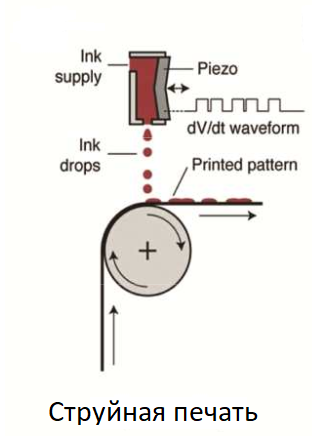 Ink
supply
Piezo
dV/dt waveform
Ink
drops
Printed pattern
+
Струйная печать